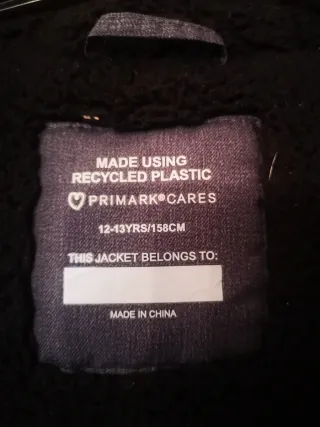 MADE USING
RECYCLED PLASTIC
PRIMARK®CARES
12-13YRS/158CM
THIS JACKET BELONGS TO:
MADE IN CHINA